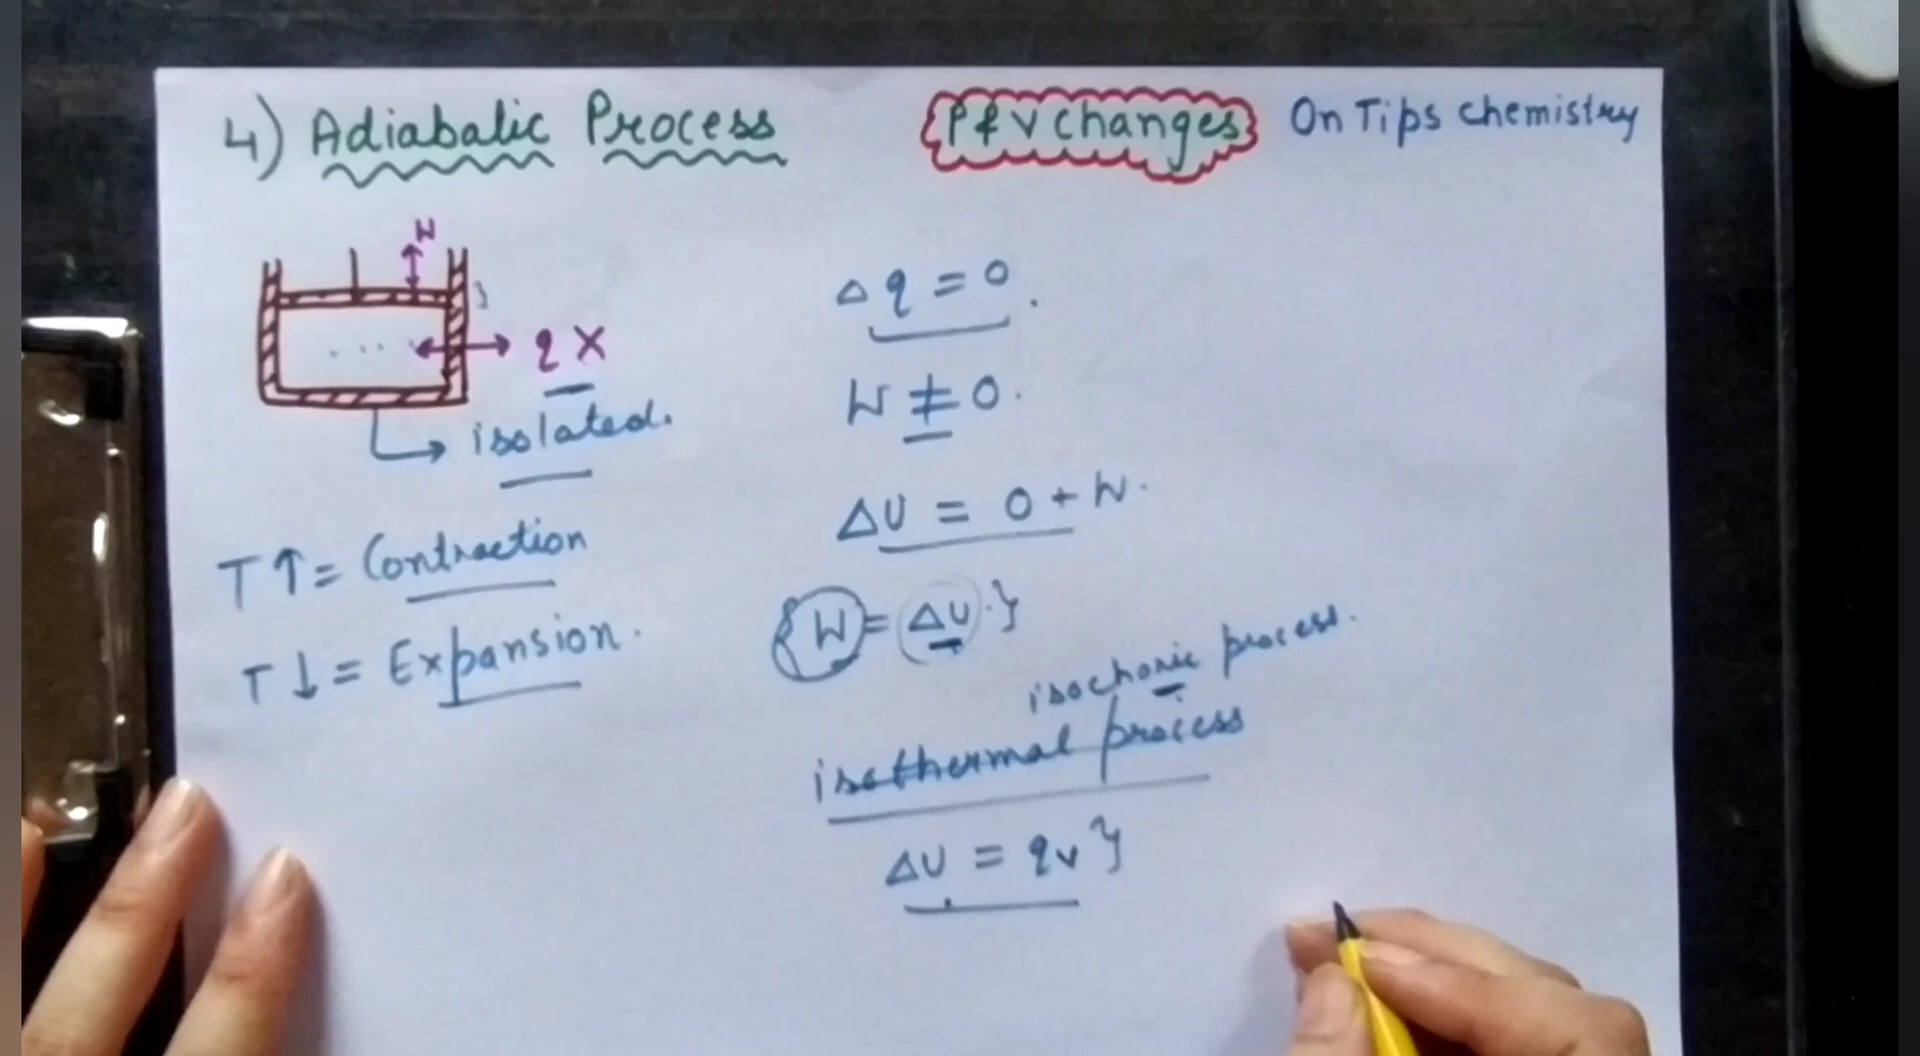 4) Adiabatic Process
P & V Changes
On Tips chemistry
W
q X
isolated.
T ↑ = Contraction
T ↓ = Expansion.
Δq = 0.
W ≠ 0.
ΔU = 0 + W.
{W = ΔU.}
isochoric process.
isothermal process
ΔU = qv}